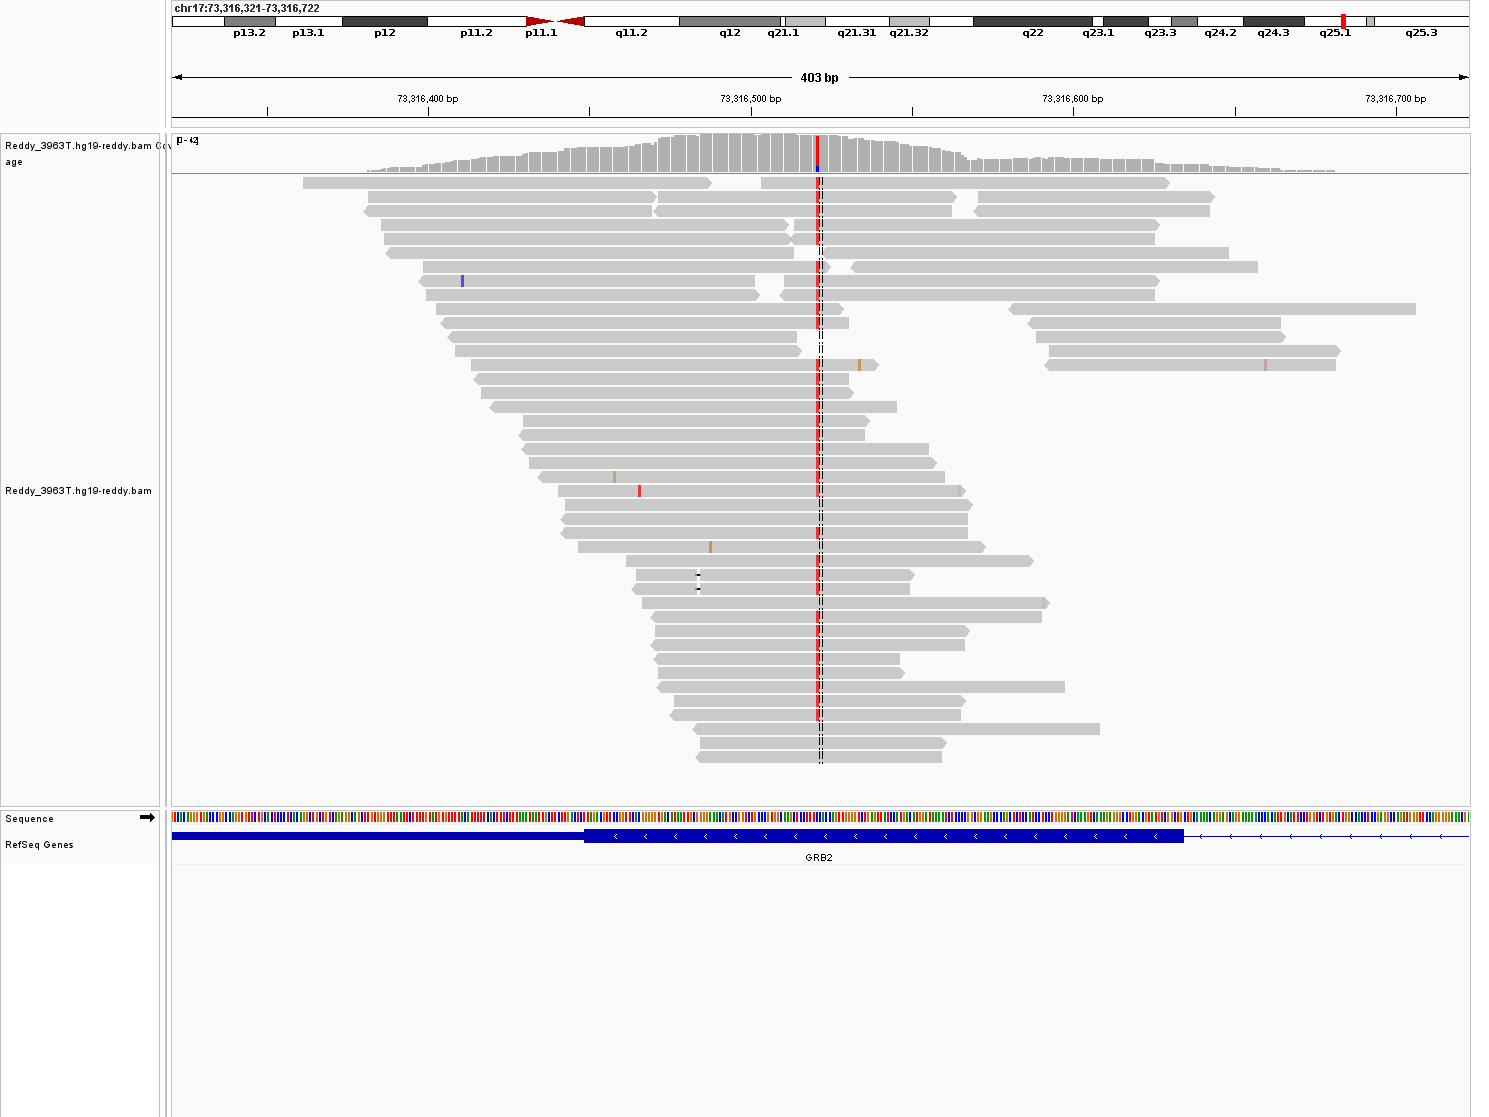 chr17:73,316,321-73,316,722
p13.2 p13.1 p12 p11.2 p11.1 q11.2 q12 q21.1 q21.31 q21.32 q22 q23.1 q23.3 q24.2 q24.3 q25.1 q25.3
403 bp
73,316,400 bp 73,316,500 bp 73,316,600 bp 73,316,700 bp
Reddy_3963T.hg19-reddy.bam Cov
age
[0 - 42]
Reddy_3963T.hg19-reddy.bam
Sequence
RefSeq Genes
GRB2